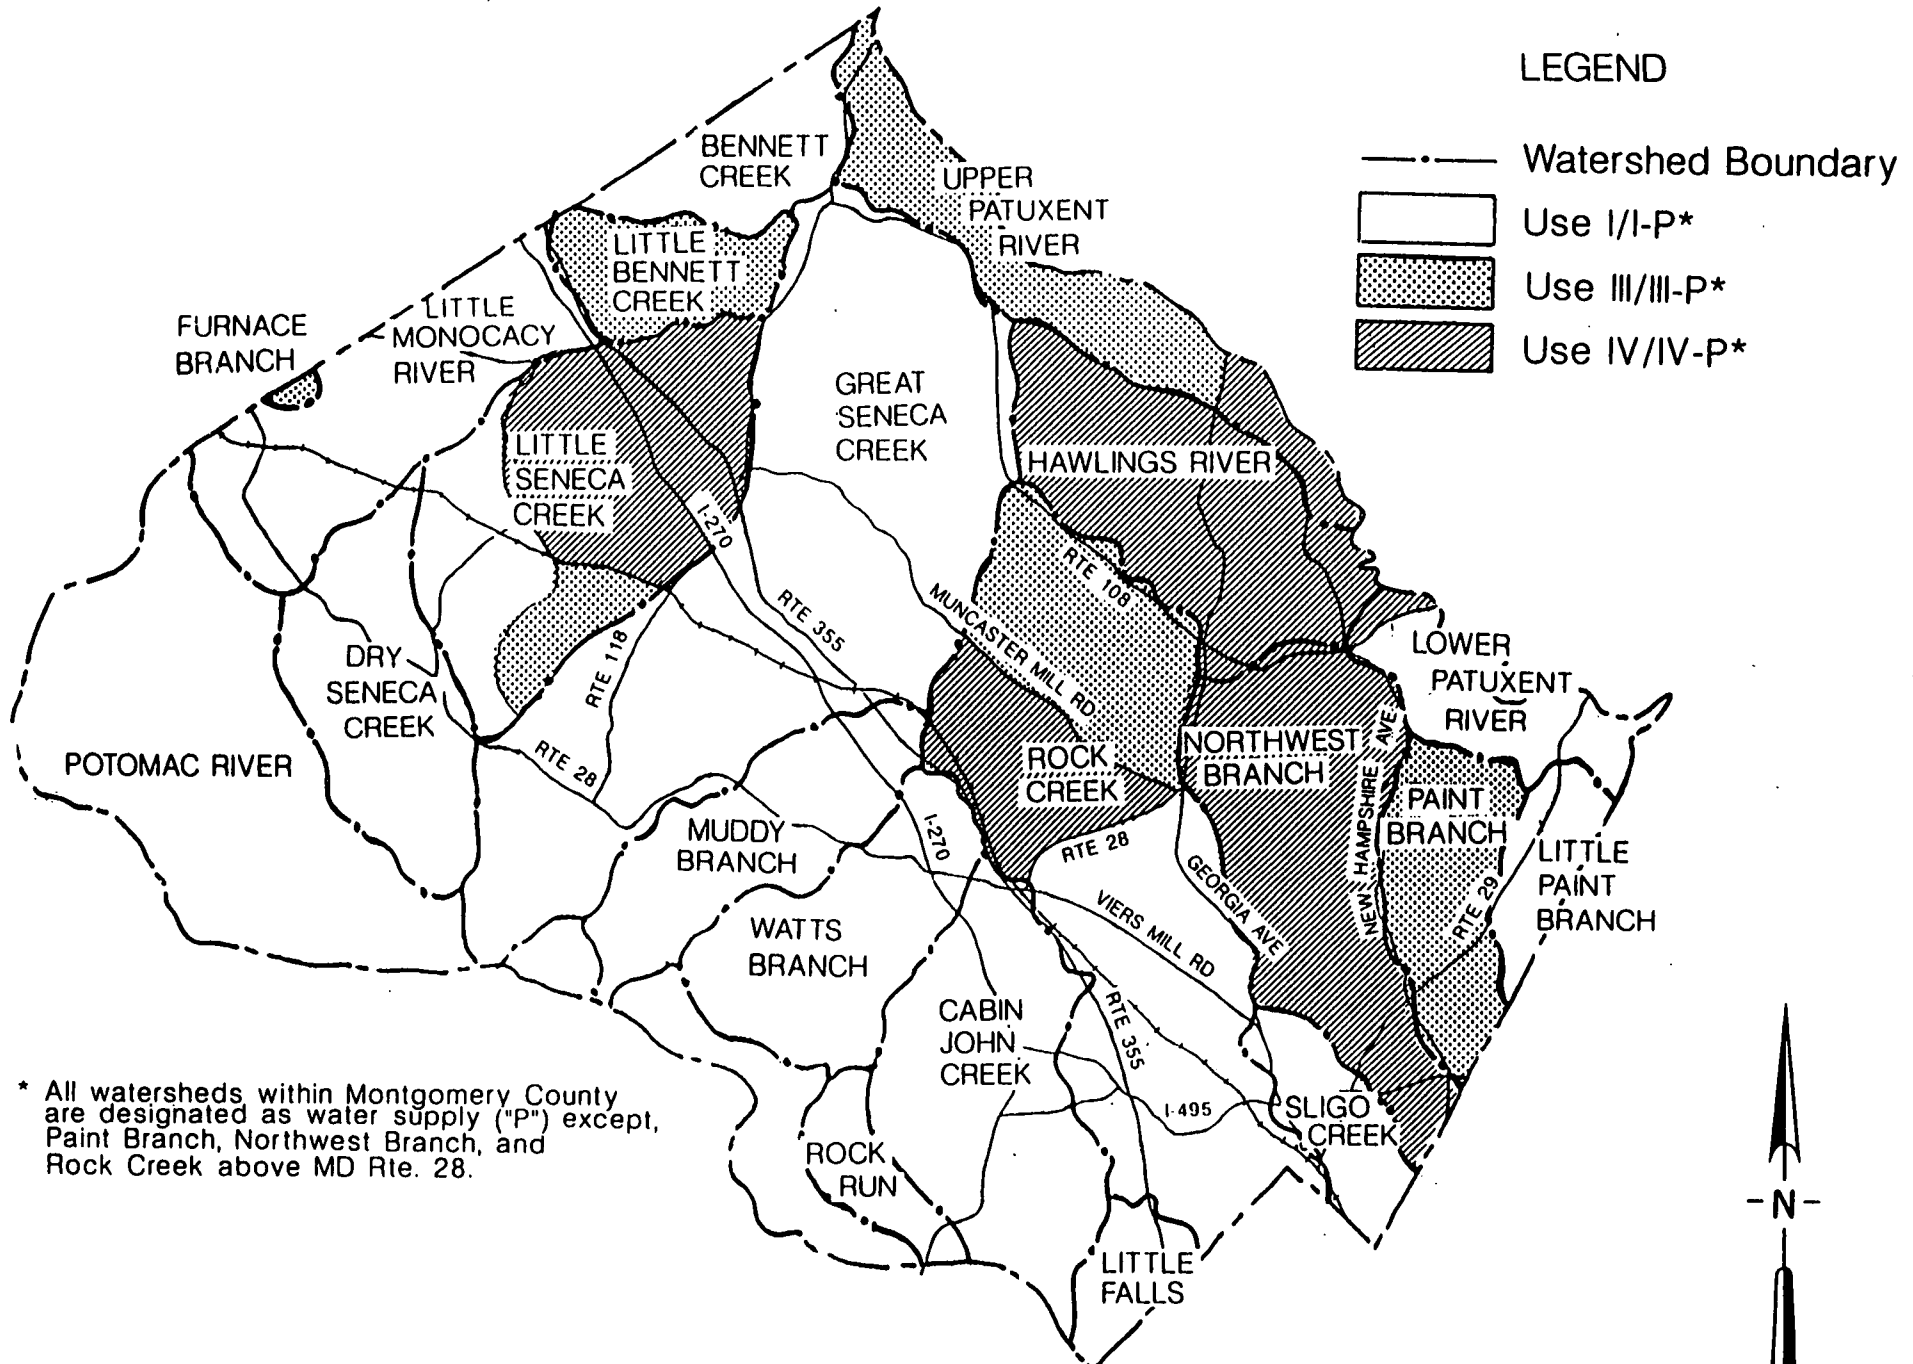 LEGEND
Watershed Boundary
Use I/I-P*
Use III/III-P*
Use IV/IV-P*
BENNETT
CREEK
UPPER
PATUXENT
RIVER
LITTLE
BENNETT
CREEK
LITTLE
MONOCACY
RIVER
FURNACE
BRANCH
GREAT
SENECA
CREEK
LITTLE
SENECA
CREEK
HAWLINGS RIVER
I-270
RTE 108
RTE 355
MUNCASTER MILL RD
RTE 118
DRY
SENECA
CREEK
LOWER
PATUXENT
RIVER
POTOMAC RIVER
RTE 28
ROCK
CREEK
NORTHWEST
BRANCH
NEW HAMPSHIRE AVE
PAINT
BRANCH
MUDDY
BRANCH
I-270
RTE 28
GEORGIA AVE
LITTLE
PAINT
BRANCH
RTE 29
WATTS
BRANCH
VIERS MILL RD
CABIN
JOHN
CREEK
RTE 355
I-495
SLIGO
CREEK
ROCK
RUN
LITTLE
FALLS
* All watersheds within Montgomery County
are designated as water supply ("P") except,
Paint Branch, Northwest Branch, and
Rock Creek above MD Rte. 28.
-N-